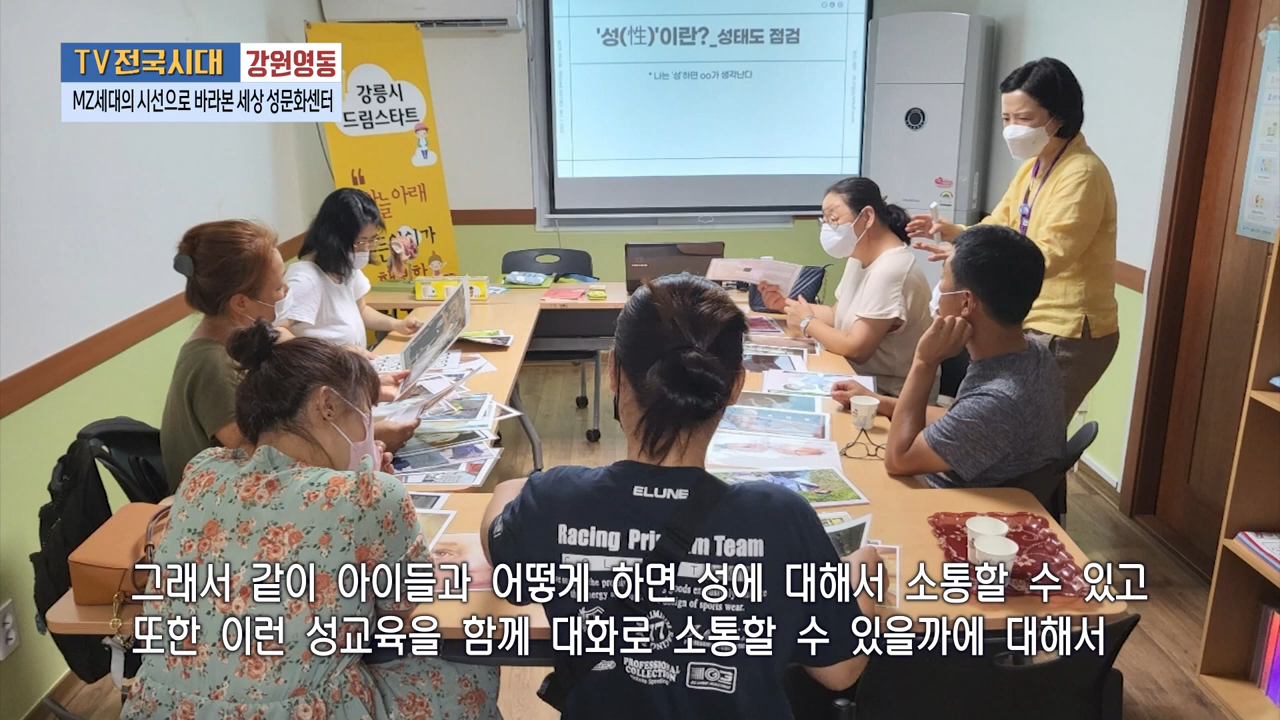 TV 전국시대 강원영동
MZ세대의 시선으로 바라본 세상 성문화센터
'성(性)'이란?_성태도 점검
* 나는 '성'하면 oo가 생각난다
강릉시
드림스타트
아래
ELUNE
Racing Team
PROFESSIONAL
COLLECTION
그래서 같이 아이들과 어떻게 하면 성에 대해서 소통할 수 있고
또한 이런 성교육을 함께 대화로 소통할 수 있을까에 대해서